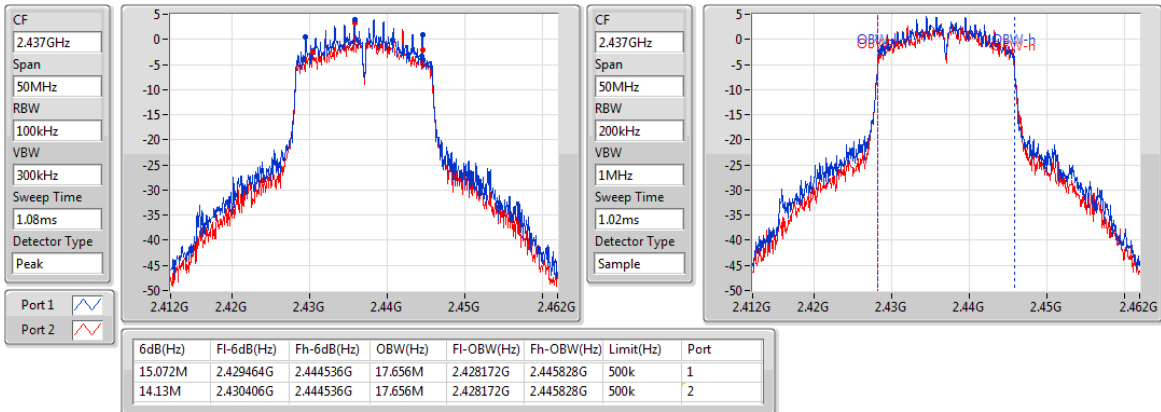 CF
2.437GHz
Span
50MHz
RBW
100kHz
VBW
300kHz
Sweep Time
1.08ms
Detector Type
Peak
Port 1
Port 2
5
0
-5
-10
-15
-20
-25
-30
-35
-40
-45
-50
2.412G 2.42G 2.43G 2.44G 2.45G 2.462G
CF
2.437GHz
Span
50MHz
RBW
200kHz
VBW
1MHz
Sweep Time
1.02ms
Detector Type
Sample
5
0
-5
-10
-15
-20
-25
-30
-35
-40
-45
-50
OBW-h
2.412G 2.42G 2.43G 2.44G 2.45G 2.462G
6dB(Hz) Fl-6dB(Hz) Fh-6dB(Hz) OBW(Hz) Fl-OBW(Hz) Fh-OBW(Hz) Limit(Hz) Port
15.072M 2.429464G 2.444536G 17.656M 2.428172G 2.445828G 500k 1
14.13M 2.430406G 2.444536G 17.656M 2.428172G 2.445828G 500k 2